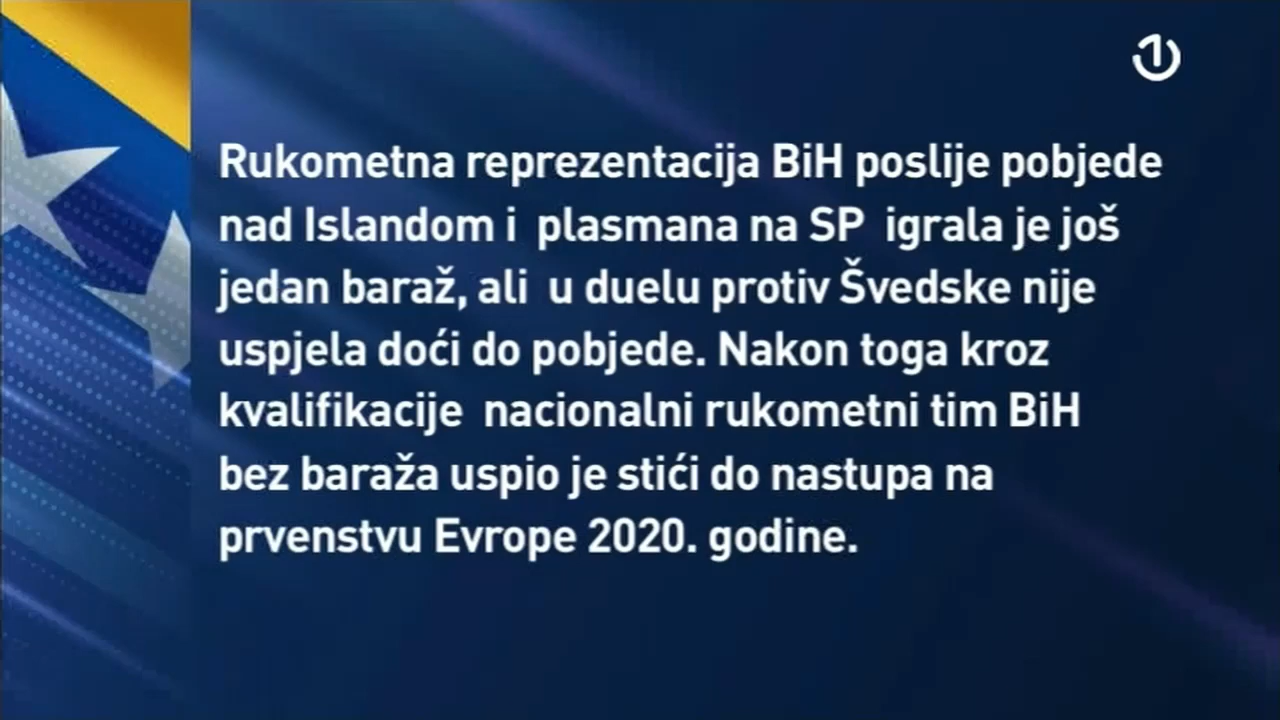 Rukometna reprezentacija BiH poslije pobjede
nad Islandom i plasmana na SP igrala je još
jedan baraž, ali u duelu protiv Švedske nije
uspjela doći do pobjede. Nakon toga kroz
kvalifikacije nacionalni rukometni tim BiH
bez baraža uspio je stići do nastupa na
prvenstvu Evrope 2020. godine.